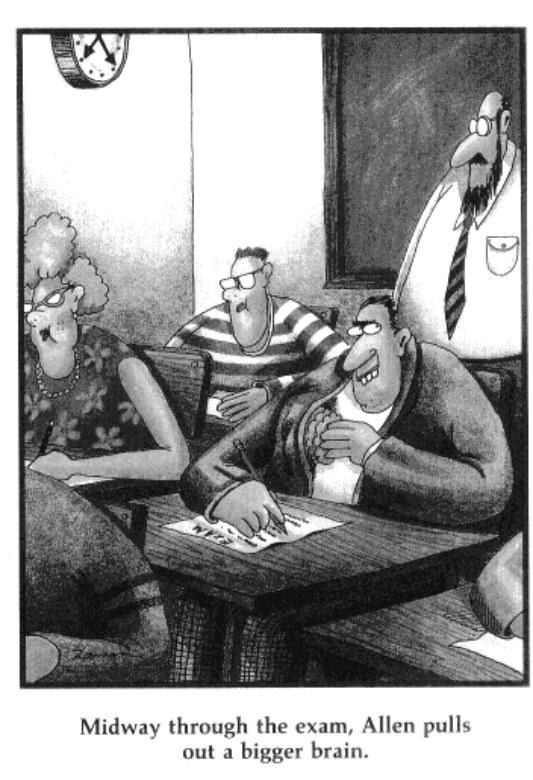 Midway through the exam, Allen pulls
out a bigger brain.